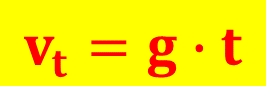 vₜ = g · t